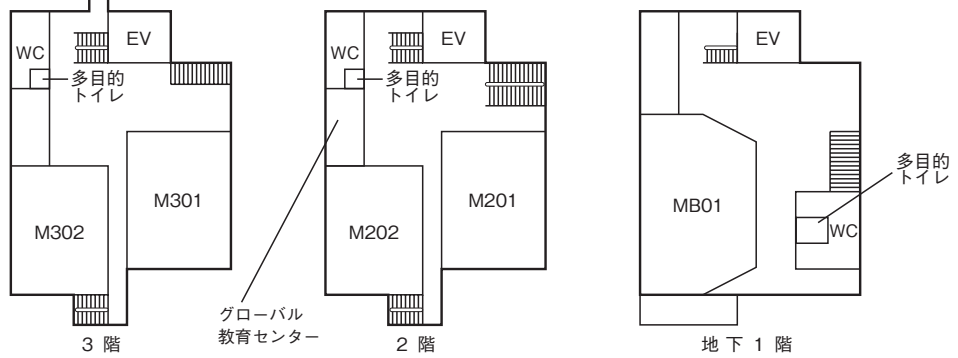 WC
EV
多目的
トイレ
M301
M302
3 階
WC
EV
多目的
トイレ
M201
M202
グローバル
教育センター
2 階
EV
MB01
多目的
トイレ
WC
地下 1 階